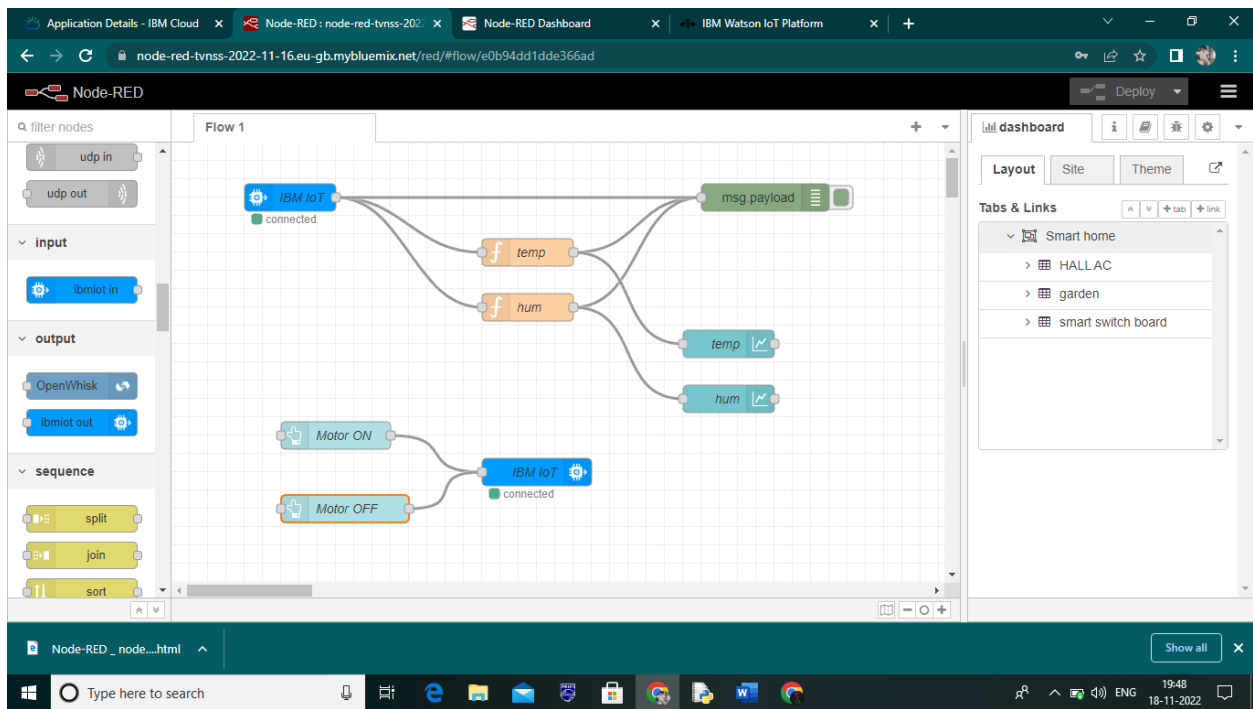 Application Details - IBM Cloud
Node-RED : node-red-tvnss-202
Node-RED Dashboard
IBM Watson IoT Platform
node-red-tvnss-2022-11-16.eu-gb.mybluemix.net/red/#flow/e0b94dd1dde366ad
Node-RED
Deploy
filter nodes
Flow 1
dashboard
i
udp in
udp out
input
ibmiot in
output
OpenWhisk
ibmiot out
sequence
split
join
sort
IBM IoT
connected
msg.payload
temp
hum
temp
hum
Motor ON
Motor OFF
IBM IoT
connected
Layout
Site
Theme
Tabs & Links
+ tab
+ link
Smart home
HALL AC
garden
smart switch board
Node-RED _ node....html
Show all
Type here to search
ENG
19:48
18-11-2022